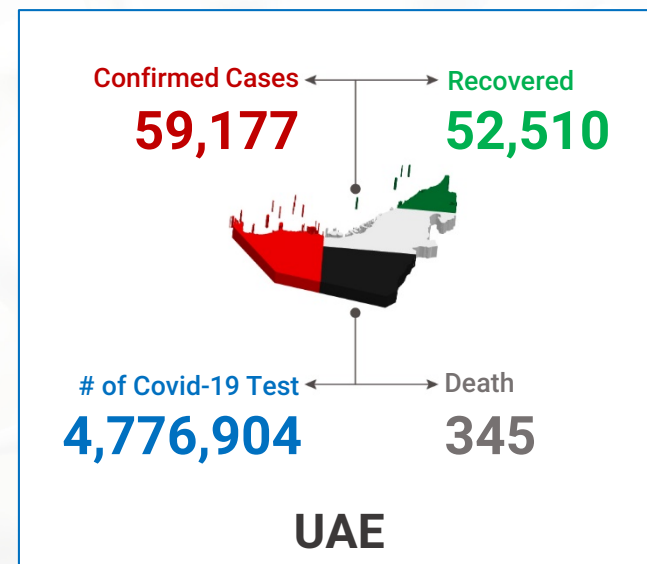 Confirmed Cases
59,177
Recovered
52,510
# of Covid-19 Test
4,776,904
Death
345
UAE